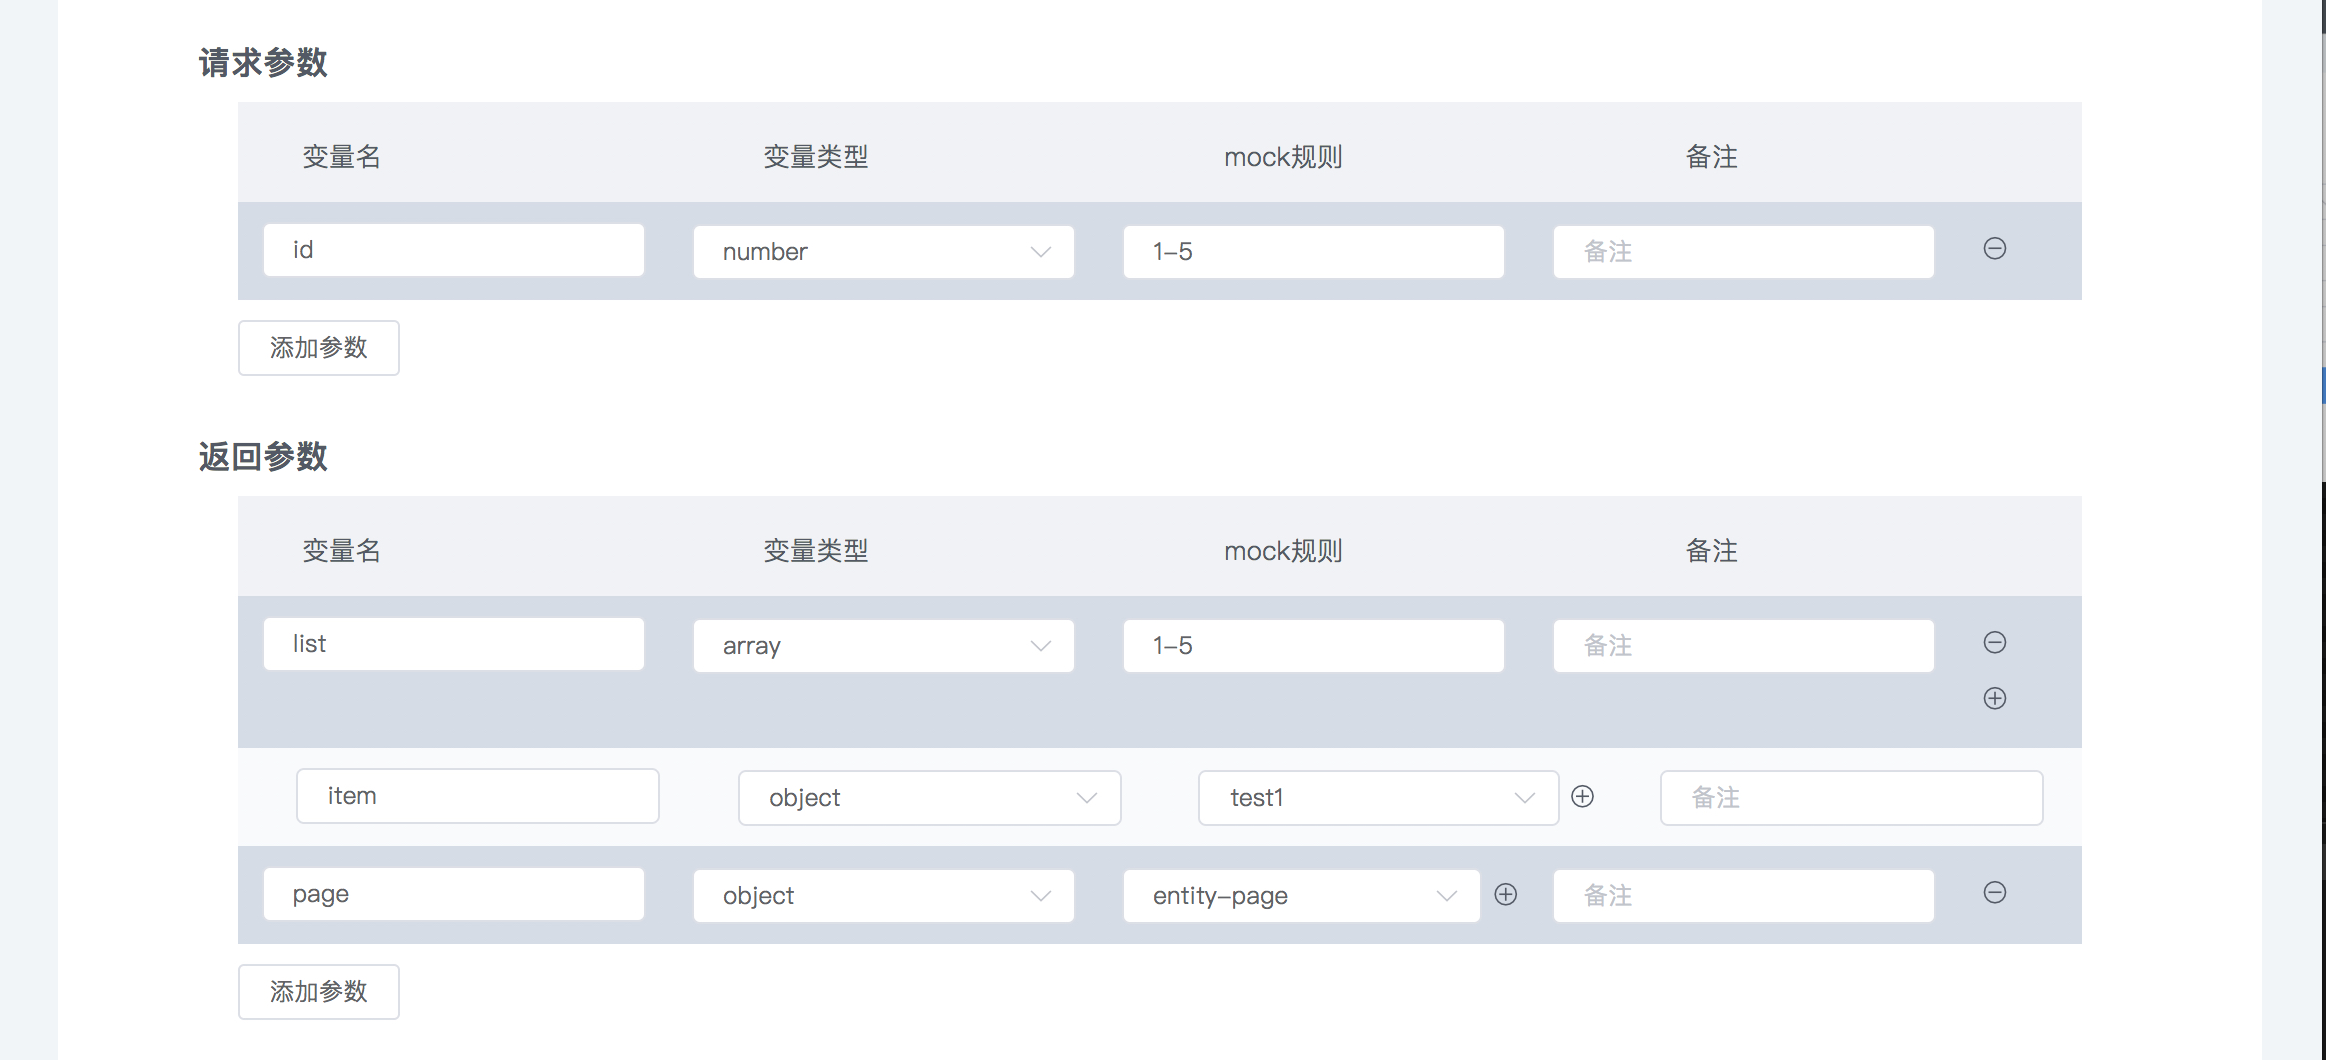 请求参数
变量名 变量类型 mock规则 备注
id number 1-5 备注
添加参数
返回参数
变量名 变量类型 mock规则 备注
list array 1-5 备注
item object test1 备注
page object entity-page 备注
添加参数